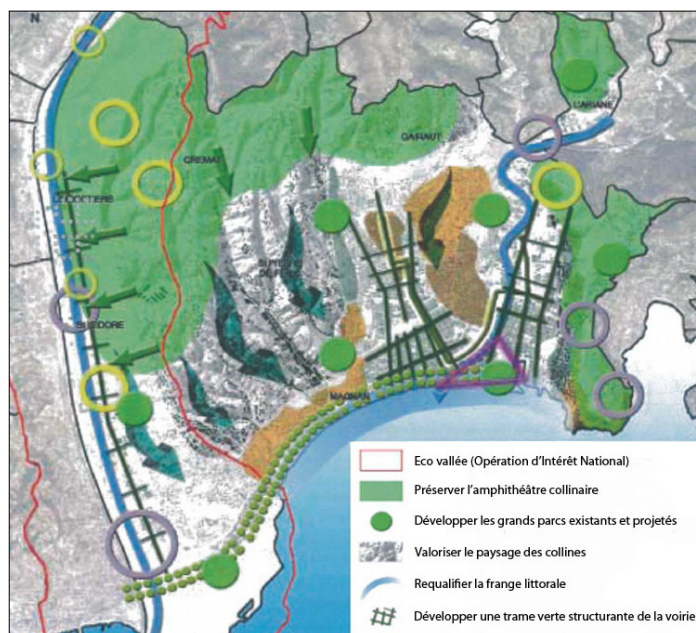 N
L'ARIANE
GAIRAUT
CREMAT
MAGNAN
Eco vallée (Opération d'Intérêt National)
Préserver l'amphithéâtre collinaire
Développer les grands parcs existants et projetés
Valoriser le paysage des collines
Requalifier la frange littorale
Développer une trame verte structurante de la voirie